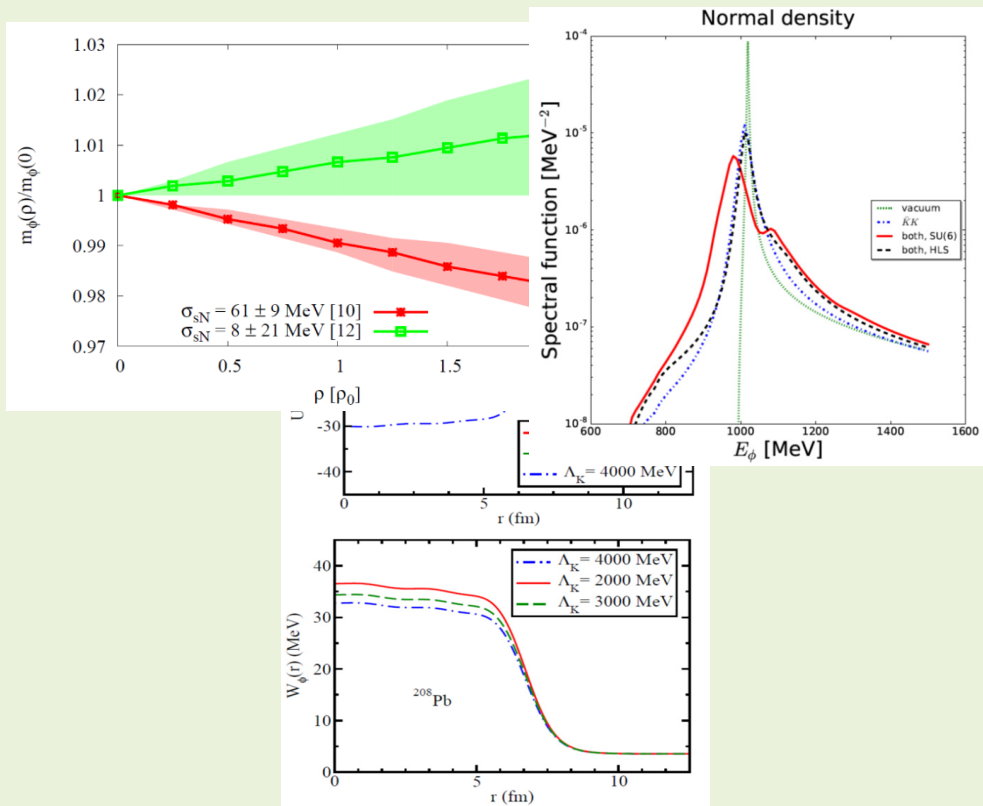 1.03
1.02
1.01
1
0.99
0.98
0.97
mϕ(ρ)/mϕ(0)
σsN = 61 ± 9 MeV [10]
σsN = 8 ± 21 MeV [12]
0 0.5 1 1.5
ρ [ρ0]
Normal density
10⁻⁴
10⁻⁵
10⁻⁶
10⁻⁷
10⁻⁸
Spectral function [MeV⁻²]
vacuum
K̄K
both, SU(6)
both, HLS
600 800 1000 1200 1400 1600
Eϕ [MeV]
U
-30
-40
ΛK= 4000 MeV
0 5 10
r (fm)
40
30
20
10
0
Wϕ(r) (MeV)
ΛK= 4000 MeV
ΛK= 2000 MeV
ΛK= 3000 MeV
²⁰⁸Pb
0 5 10
r (fm)